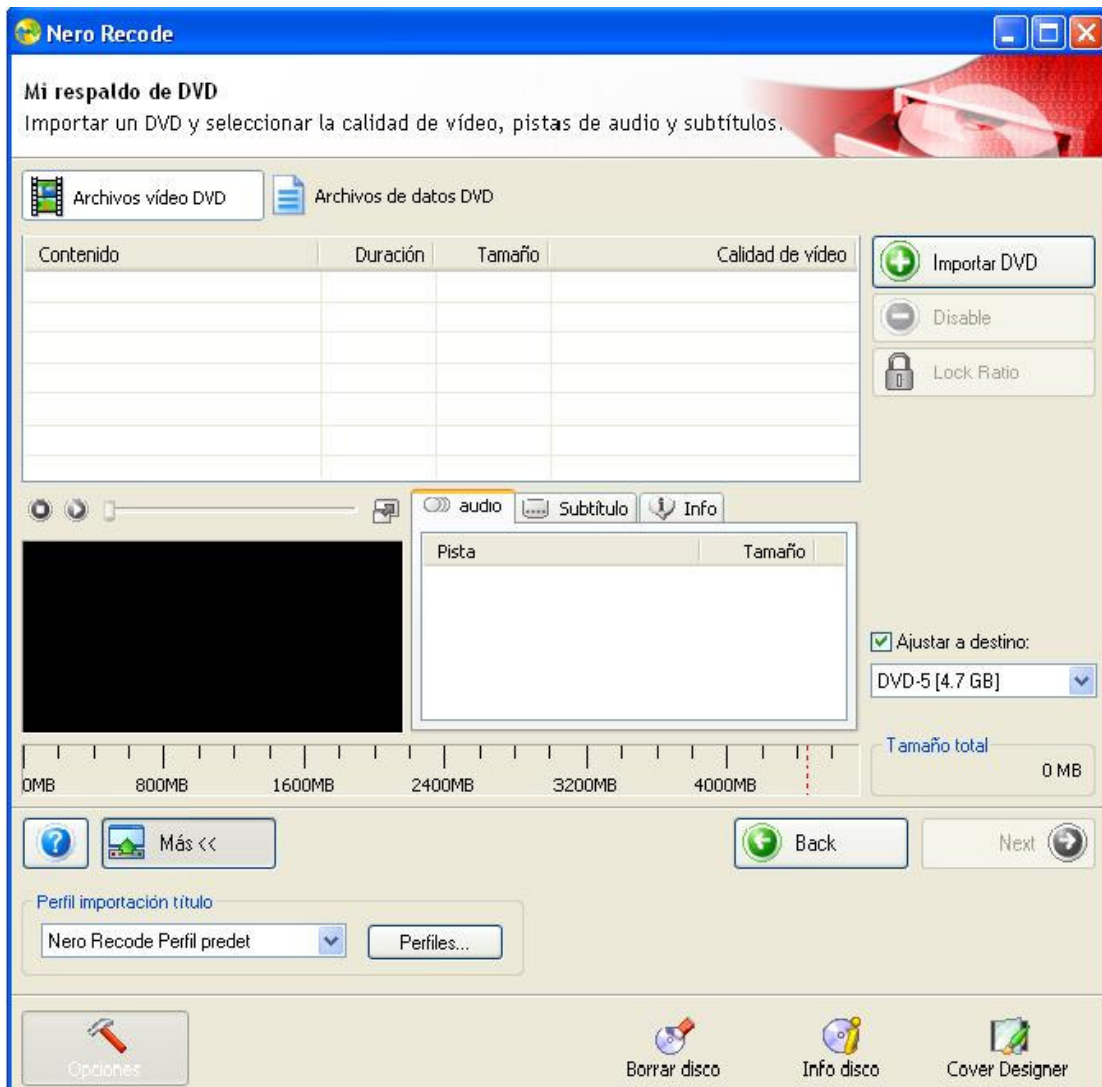 Nero Recode
Mi respaldo de DVD
Importar un DVD y seleccionar la calidad de vídeo, pistas de audio y subtítulos.
Archivos vídeo DVD
Archivos de datos DVD
Contenido Duración Tamaño Calidad de vídeo
Importar DVD
Disable
Lock Ratio
audio Subtítulo Info
Pista Tamaño
Ajustar a destino:
DVD-5 [4.7 GB]
0MB 800MB 1600MB 2400MB 3200MB 4000MB
Tamaño total
0 MB
Más <<
Back
Next
Perfil importación título
Nero Recode Perfil predet
Perfiles...
Opciones
Borrar disco
Info disco
Cover Designer